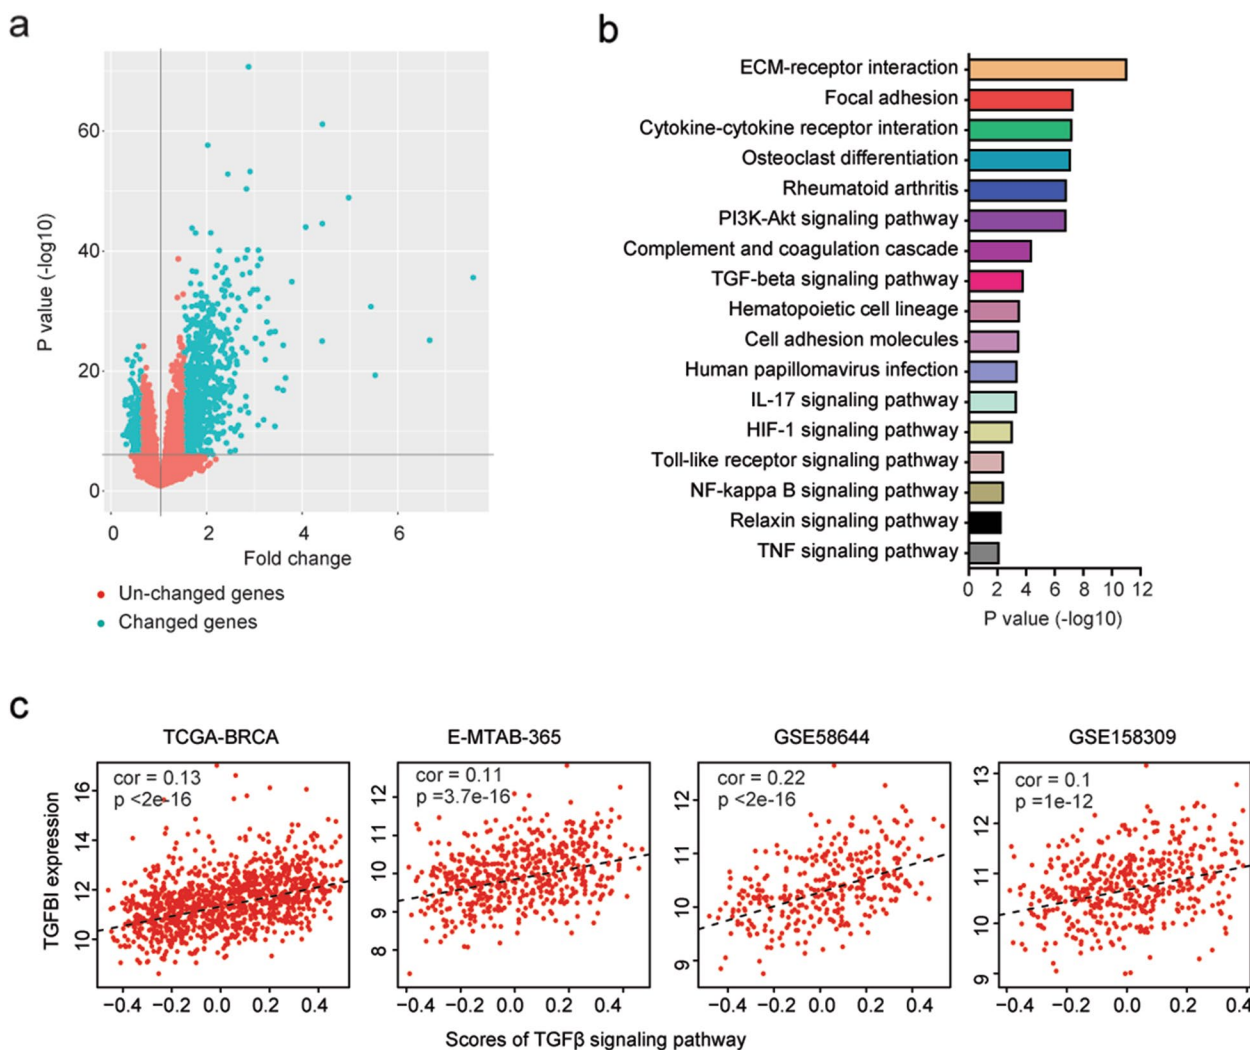 a
P value (-log10)
60
40
20
0
0 2 4 6
Fold change
Un-changed genes
Changed genes
b
ECM-receptor interaction
Focal adhesion
Cytokine-cytokine receptor interation
Osteoclast differentiation
Rheumatoid arthritis
PI3K-Akt signaling pathway
Complement and coagulation cascade
TGF-beta signaling pathway
Hematopoietic cell lineage
Cell adhesion molecules
Human papillomavirus infection
IL-17 signaling pathway
HIF-1 signaling pathway
Toll-like receptor signaling pathway
NF-kappa B signaling pathway
Relaxin signaling pathway
TNF signaling pathway
0 2 4 6 8 10 12
P value (-log10)
c
TGFBI expression
TCGA-BRCA
cor = 0.13
p <2e-16
16
14
12
10
−0.4 −0.2 0.0 0.2 0.4
E-MTAB-365
cor = 0.11
p =3.7e-16
12
11
10
9
8
−0.4 −0.2 0.0 0.2 0.4
GSE58644
cor = 0.22
p <2e-16
12
11
10
9
−0.4 −0.2 0.0 0.2 0.4
GSE158309
cor = 0.1
p =1e-12
13
12
11
10
9
−0.4 −0.2 0.0 0.2 0.4
Scores of TGFβ signaling pathway